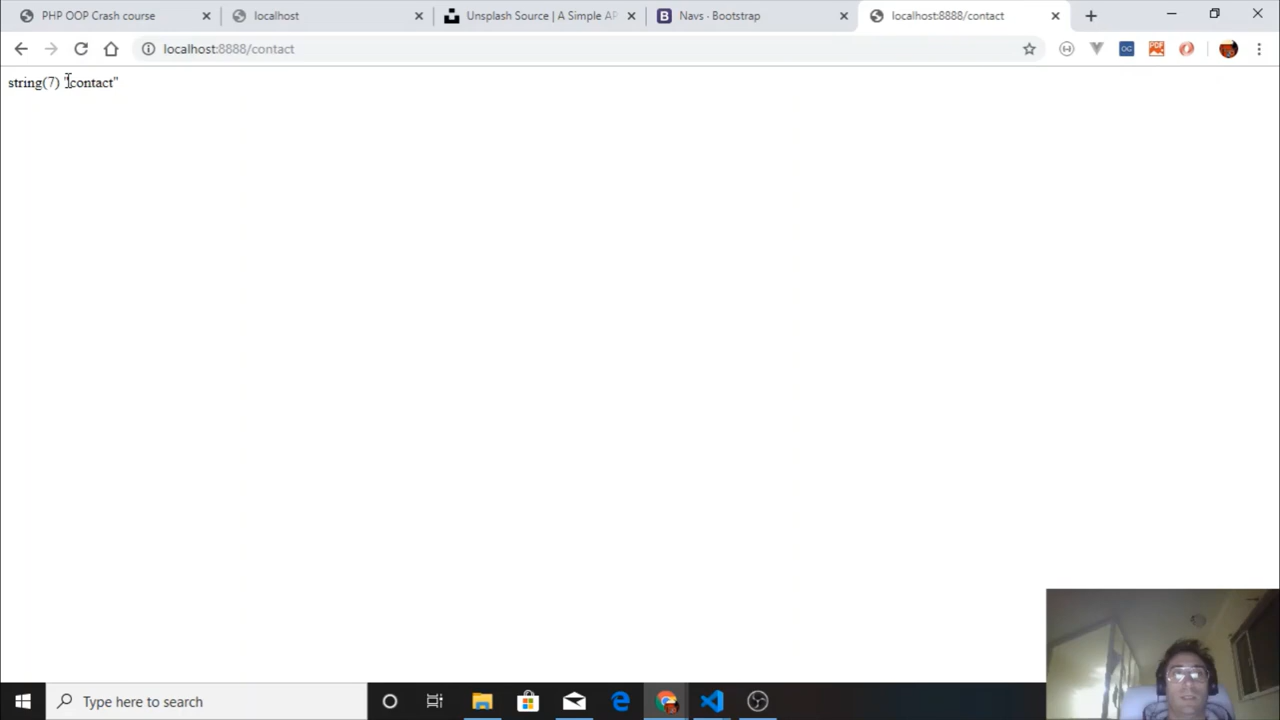 PHP OOP Crash course
localhost
Unsplash Source | A Simple AP
Navs · Bootstrap
localhost:8888/contact
localhost:8888/contact
string(7) "contact"
Type here to search